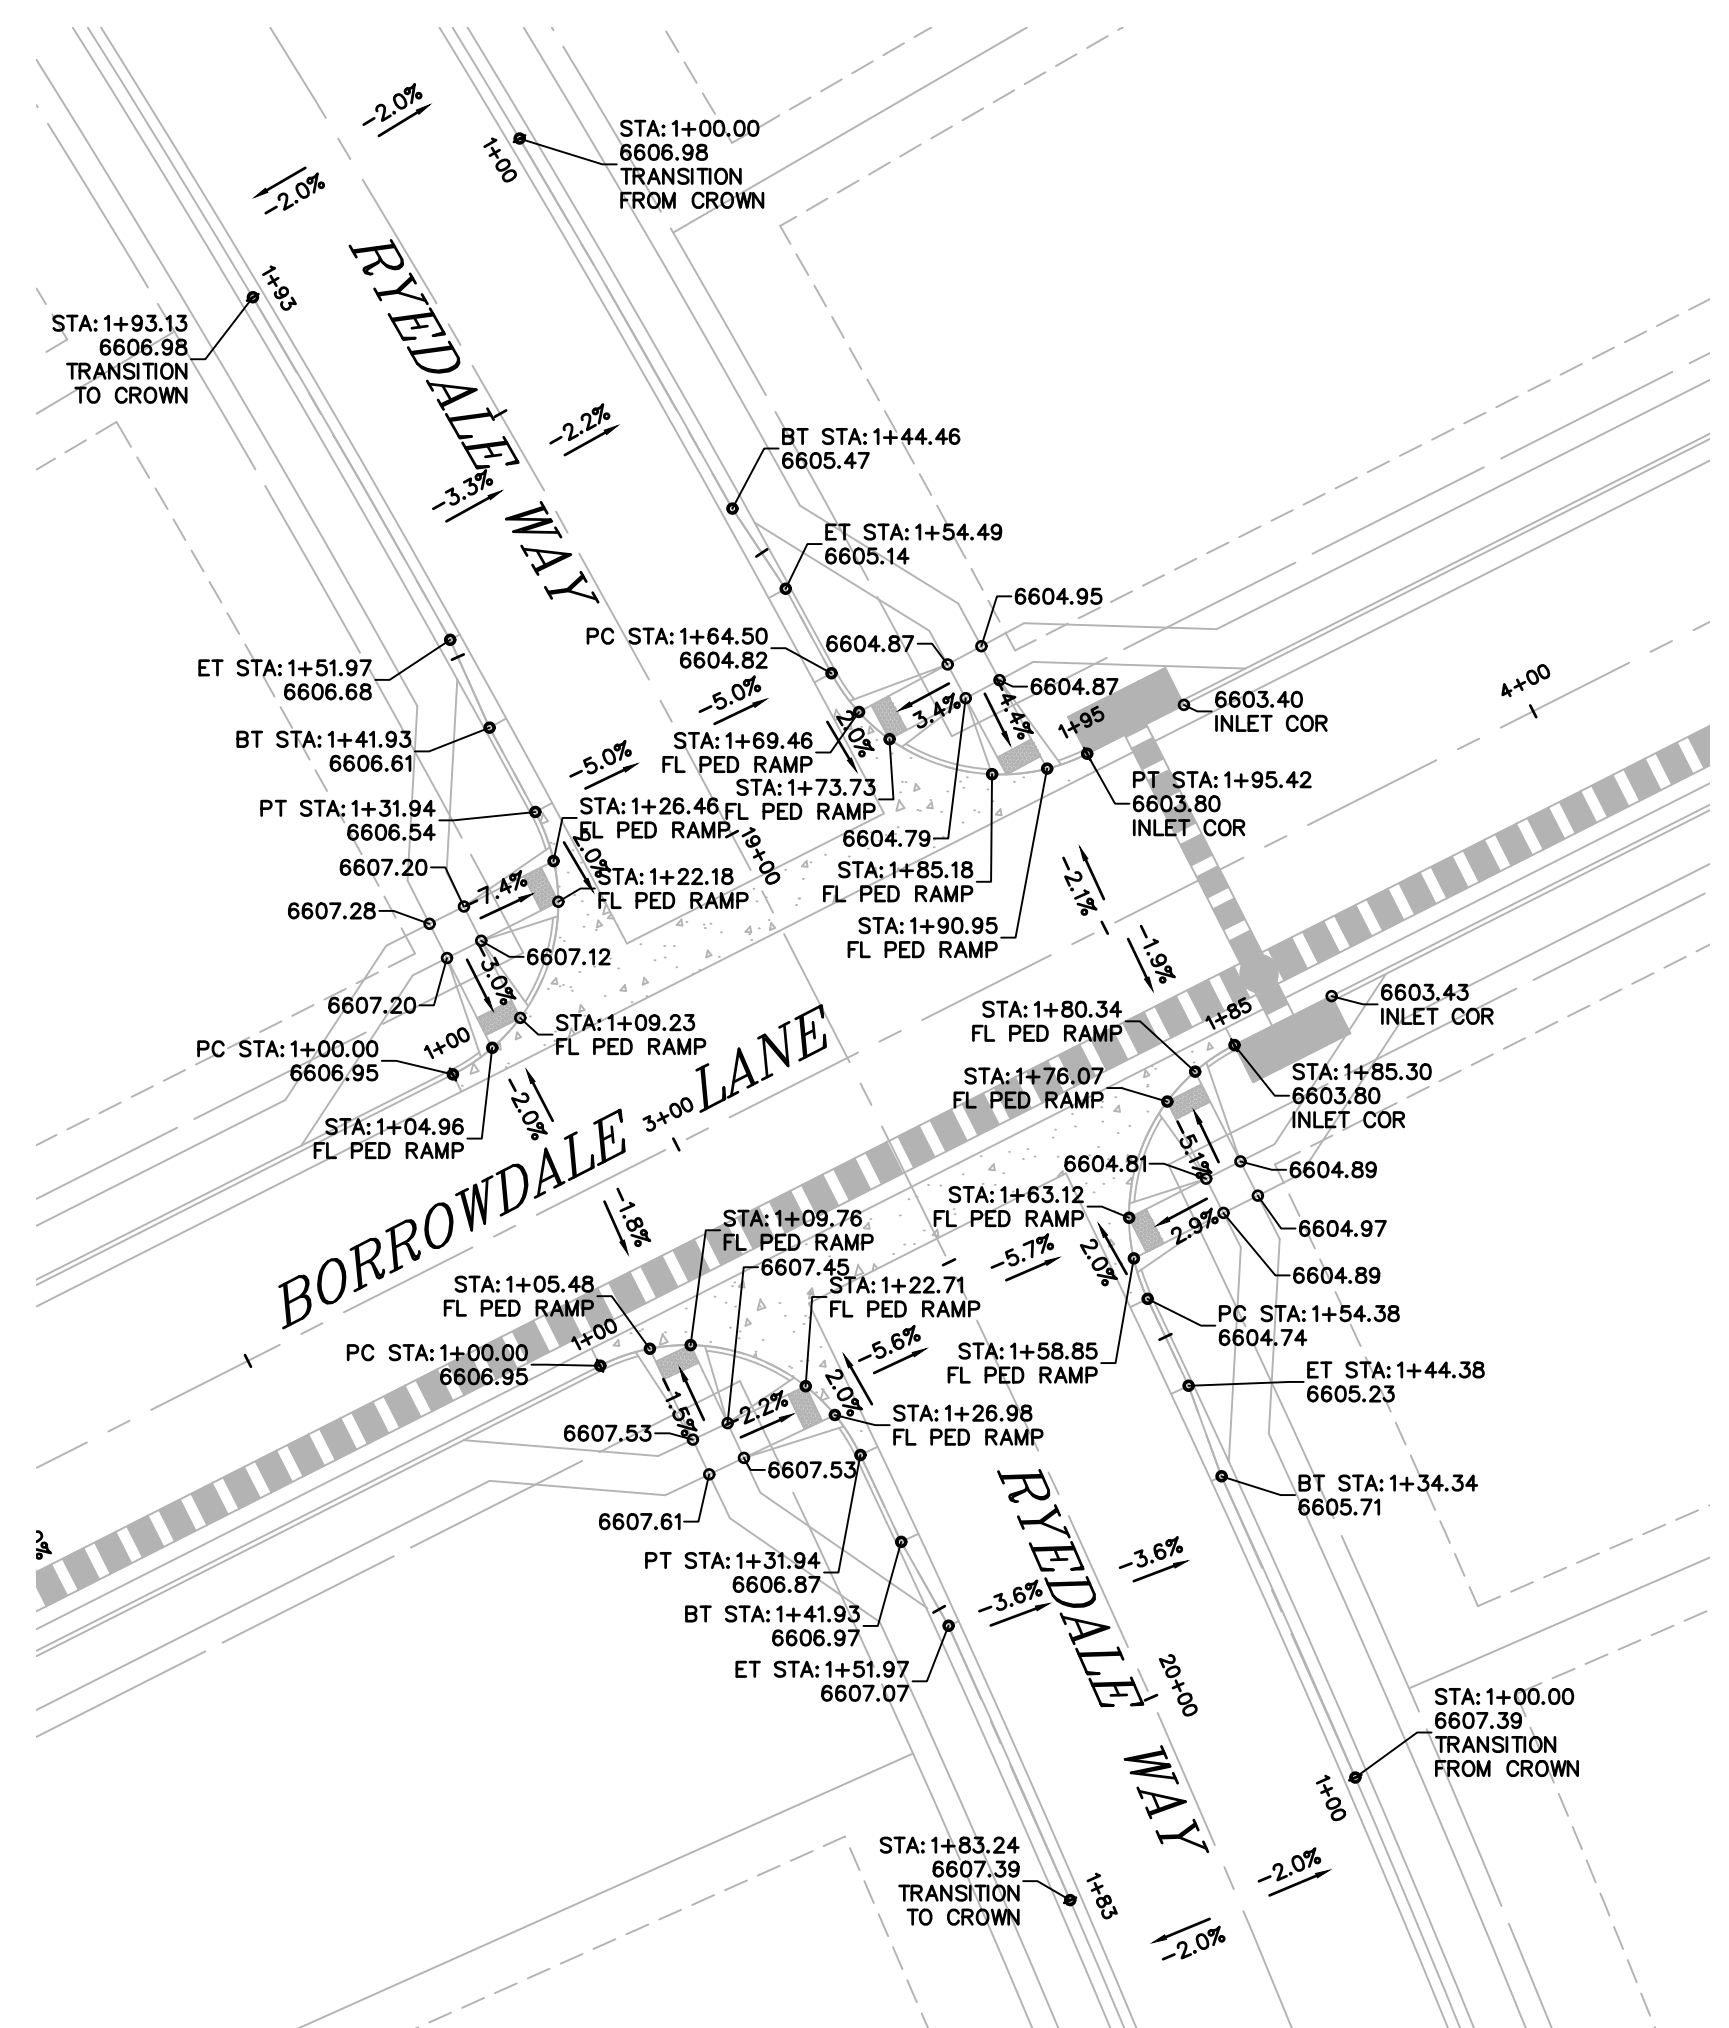 -2.0%
STA:1+00.00
6606.98
TRANSITION
FROM CROWN
1+00
-2.0%
RYEDALE WAY
1+93
STA:1+93.13
6606.98
TRANSITION
TO CROWN
-2.2%
-3.3%
BT STA:1+44.46
6605.47
ET STA:1+54.49
6605.14
6604.95
PC STA:1+64.50
6604.82
6604.87
ET STA:1+51.97
6606.68
-5.0%
6604.87
6603.40
INLET COR
4+00
3.4%
-4.4%
1+95
2.0%
STA:1+69.46
FL PED RAMP
BT STA:1+41.93
6606.61
-5.0%
STA:1+73.73
FL PED RAMP
PT STA:1+95.42
6603.80
INLET COR
PT STA:1+31.94
6606.54
STA:1+26.46
FL PED RAMP
6604.79
19+00
2.0%
6607.20
-7.4%
STA:1+22.18
FL PED RAMP
STA:1+85.18
FL PED RAMP
-2.1%
6607.28
STA:1+90.95
FL PED RAMP
-1.9%
6607.12
-3.0%
6607.20
STA:1+80.34
FL PED RAMP
6603.43
INLET COR
1+85
STA:1+09.23
FL PED RAMP
1+00
PC STA:1+00.00
6606.95
STA:1+76.07
FL PED RAMP
STA:1+85.30
6603.80
INLET COR
-2.0%
STA:1+04.96
FL PED RAMP
3+00
BORROWDALE LANE
-5.1%
6604.81
6604.89
STA:1+63.12
FL PED RAMP
-1.8%
STA:1+09.76
FL PED RAMP
2.9%
6604.97
-5.7%
2.0%
6607.45
6604.89
STA:1+05.48
FL PED RAMP
STA:1+22.71
FL PED RAMP
PC STA:1+54.38
6604.74
1+00
PC STA:1+00.00
6606.95
-5.6%
STA:1+58.85
FL PED RAMP
ET STA:1+44.38
6605.23
-1.5%
-2.2%
2.0%
STA:1+26.98
FL PED RAMP
6607.53
6607.53
BT STA:1+34.34
6605.71
6607.61
RYEDALE WAY
PT STA:1+31.94
6606.87
-3.6%
-3.6%
BT STA:1+41.93
6606.97
ET STA:1+51.97
6607.07
20+00
STA:1+00.00
6607.39
TRANSITION
FROM CROWN
1+00
STA:1+83.24
6607.39
TRANSITION
TO CROWN
1+83
-2.0%
-2.0%